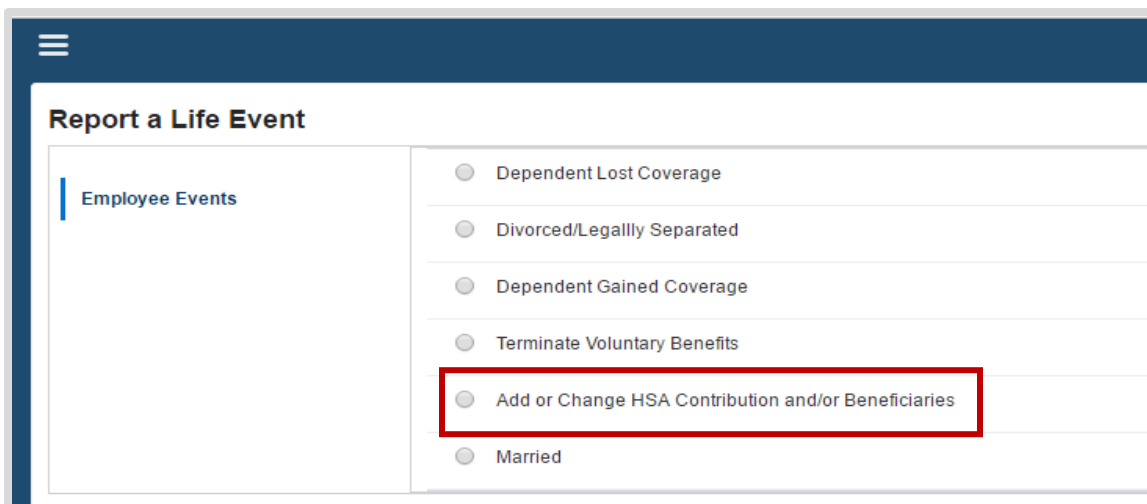 Report a Life Event
Employee Events
Dependent Lost Coverage
Divorced/Legallly Separated
Dependent Gained Coverage
Terminate Voluntary Benefits
Add or Change HSA Contribution and/or Beneficiaries
Married